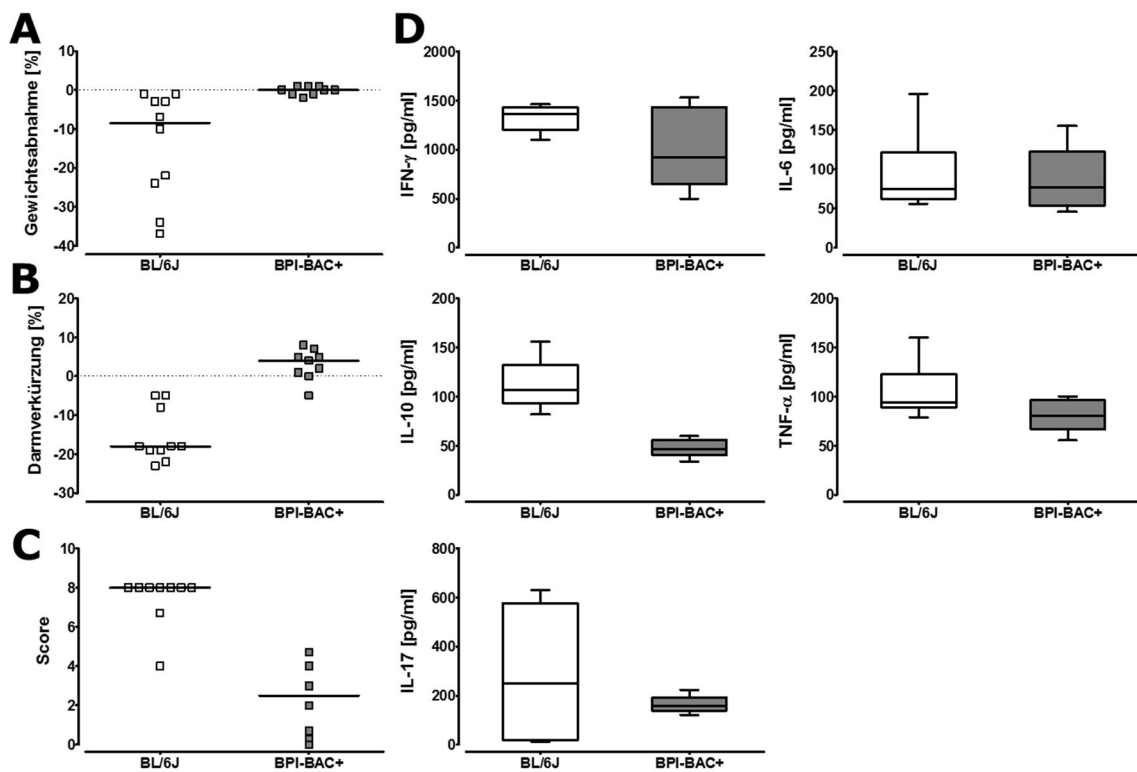 A
Gewichtsabnahme [%]
10
0
-10
-20
-30
-40
BL/6J
BPI-BAC+
B
Darmverkürzung [%]
20
10
0
-10
-20
-30
BL/6J
BPI-BAC+
C
Score
10
8
6
4
2
0
BL/6J
BPI-BAC+
D
IFN-γ [pg/ml]
2000
1500
1000
500
0
BL/6J
BPI-BAC+
IL-6 [pg/ml]
250
200
150
100
50
0
BL/6J
BPI-BAC+
IL-10 [pg/ml]
200
150
100
50
0
BL/6J
BPI-BAC+
TNF-α [pg/ml]
200
150
100
50
0
BL/6J
BPI-BAC+
IL-17 [pg/ml]
800
600
400
200
0
BL/6J
BPI-BAC+